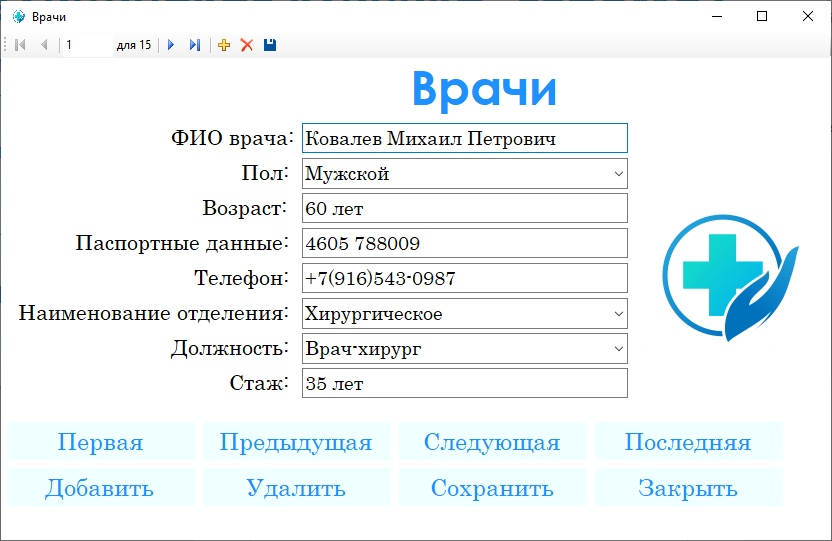 Врачи
1 для 15
Врачи
ФИО врача: Ковалев Михаил Петрович
Пол: Мужской
Возраст: 60 лет
Паспортные данные: 4605 788009
Телефон: +7(916)543-0987
Наименование отделения: Хирургическое
Должность: Врач-хирург
Стаж: 35 лет
Первая Предыдущая Следующая Последняя
Добавить Удалить Сохранить Закрыть